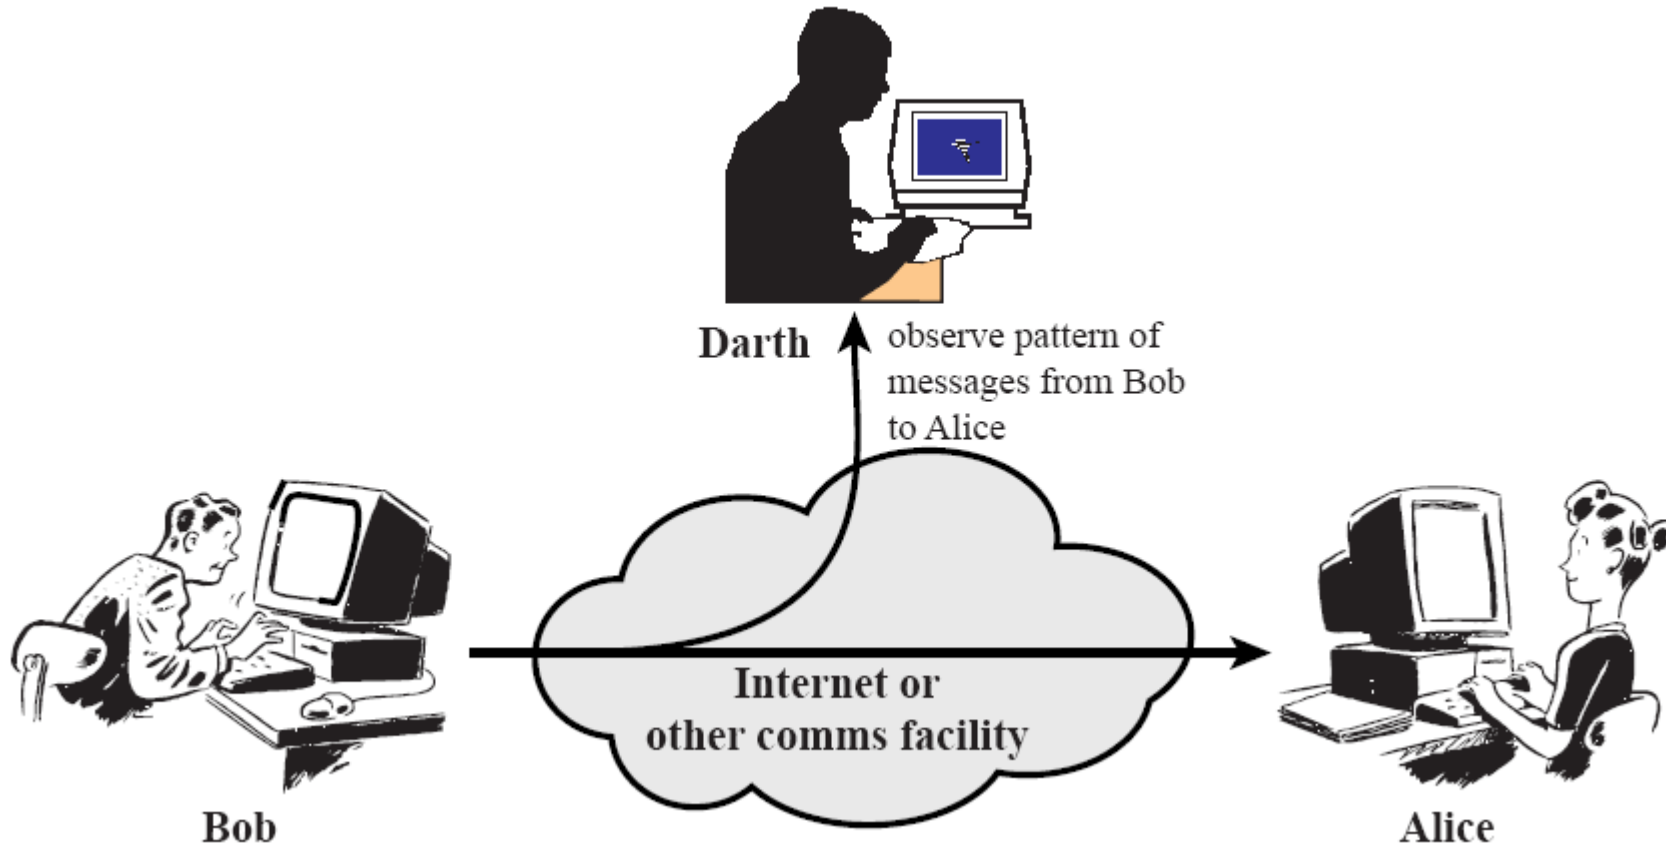 Darth
observe pattern of
messages from Bob
to Alice
Internet or
other comms facility
Bob
Alice